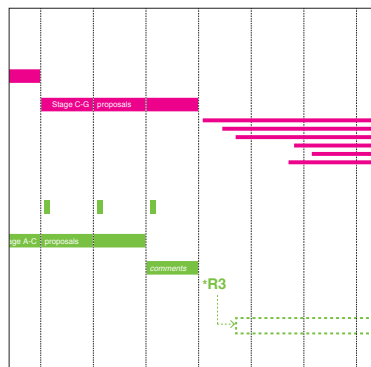 Stage C-G proposals
age A-C proposals
comments
*R3